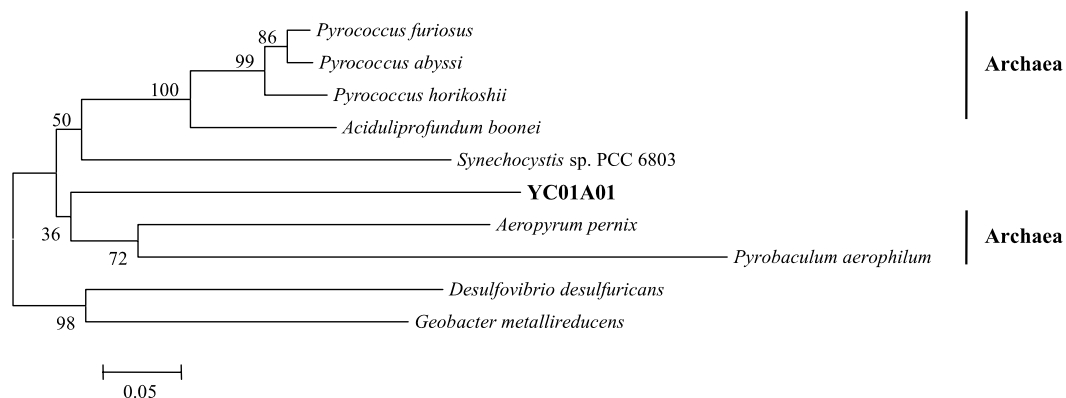 86
Pyrococcus furiosus
99
Pyrococcus abyssi
Archaea
100
Pyrococcus horikoshii
50
Aciduliprofundum boonei
Synechocystis sp. PCC 6803
YC01A01
36
Aeropyrum pernix
Archaea
72
Pyrobaculum aerophilum
Desulfovibrio desulfuricans
98
Geobacter metallireducens
0.05